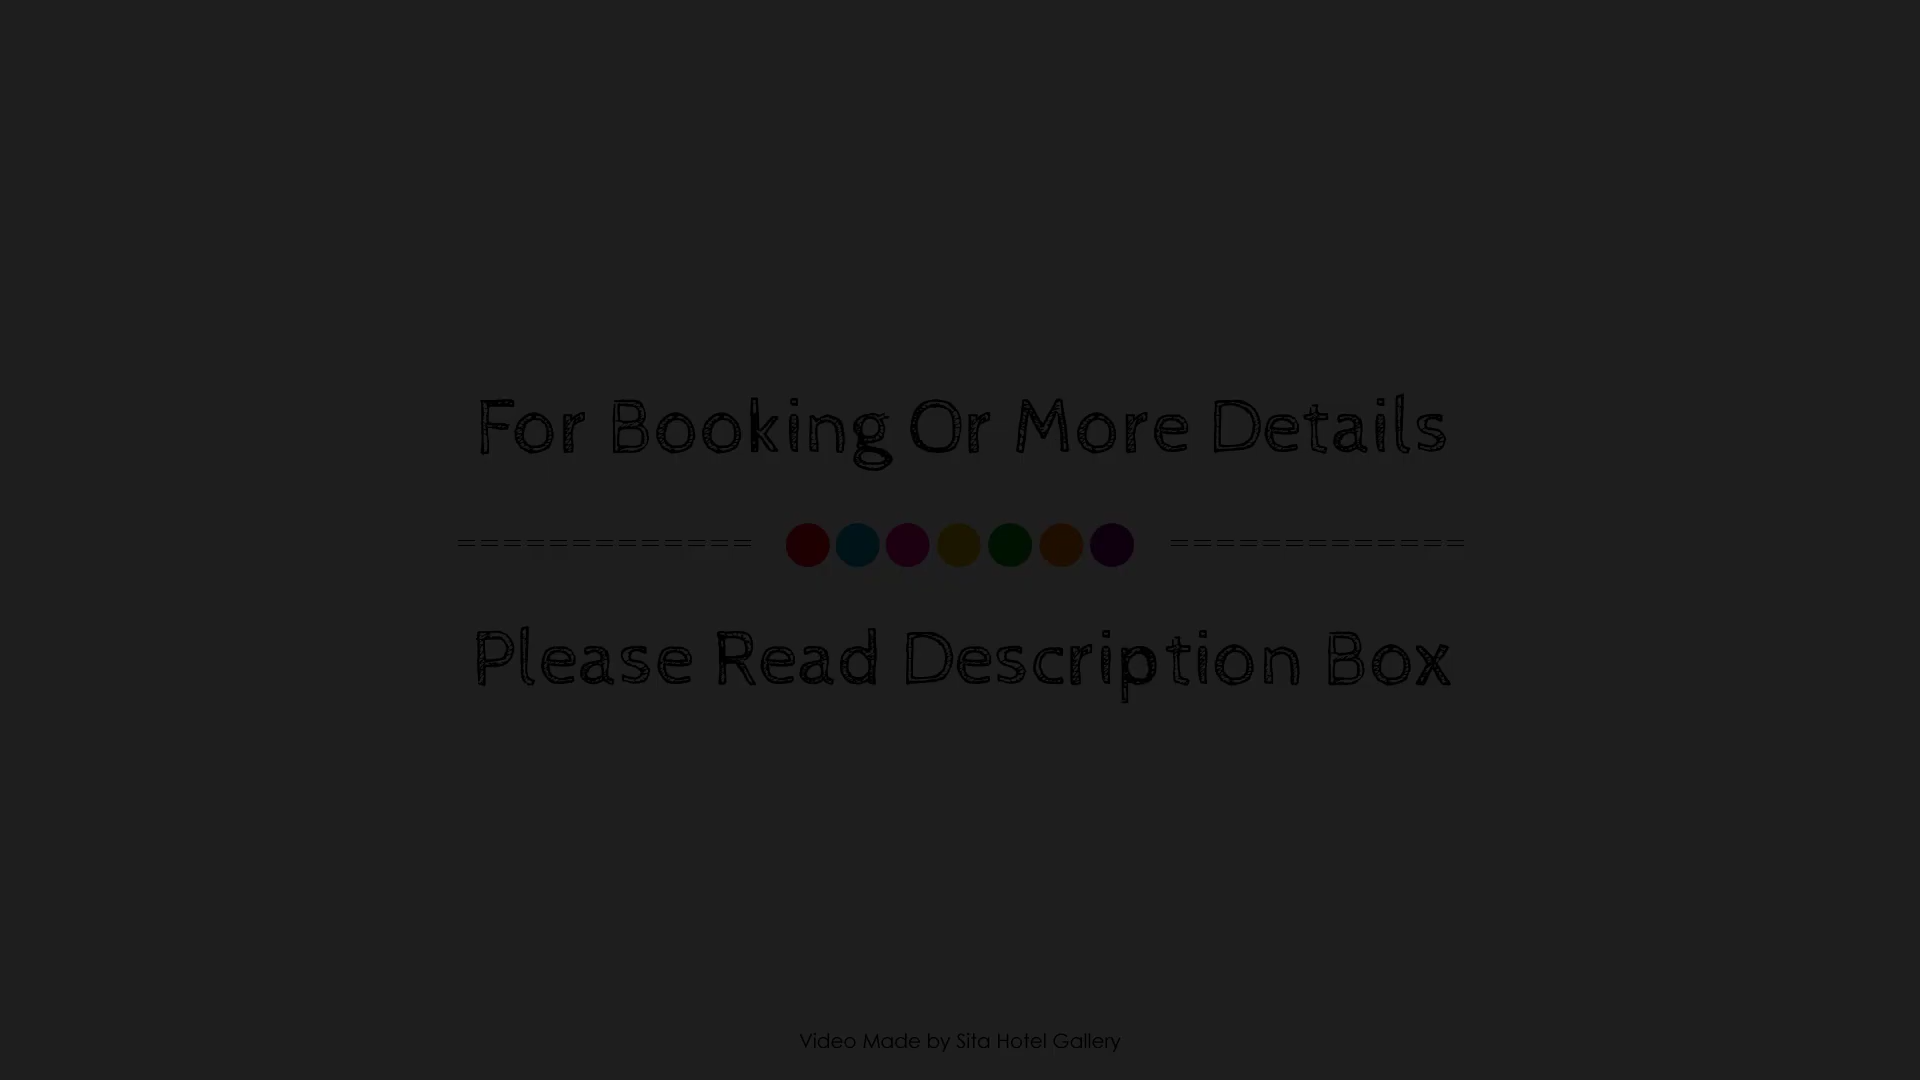 For Booking Or More Details
============= =============
Please Read Description Box
Video Made by Sita Hotel Gallery